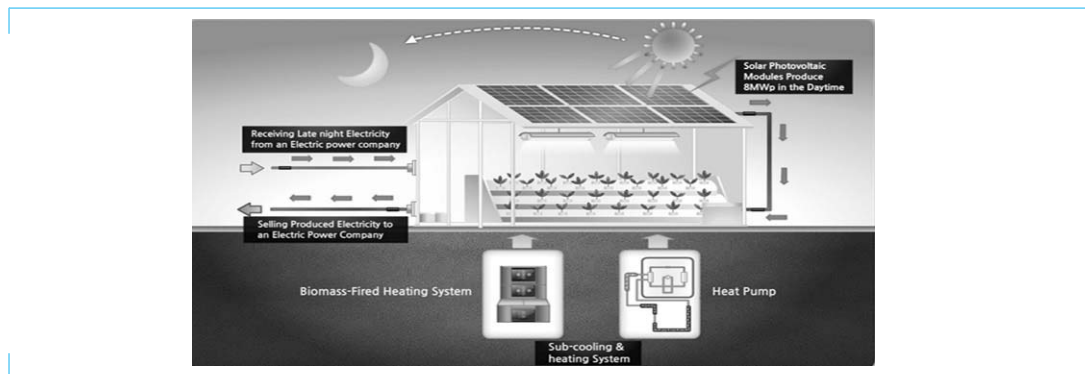 Solar Photovoltaic
Modules Produce
8MWp in the Daytime
Receiving Late night Electricity
from an Electric power company
Selling Produced Electricity to
an Electric Power Company
Biomass-Fired Heating System
Heat Pump
Sub-cooling &
heating System